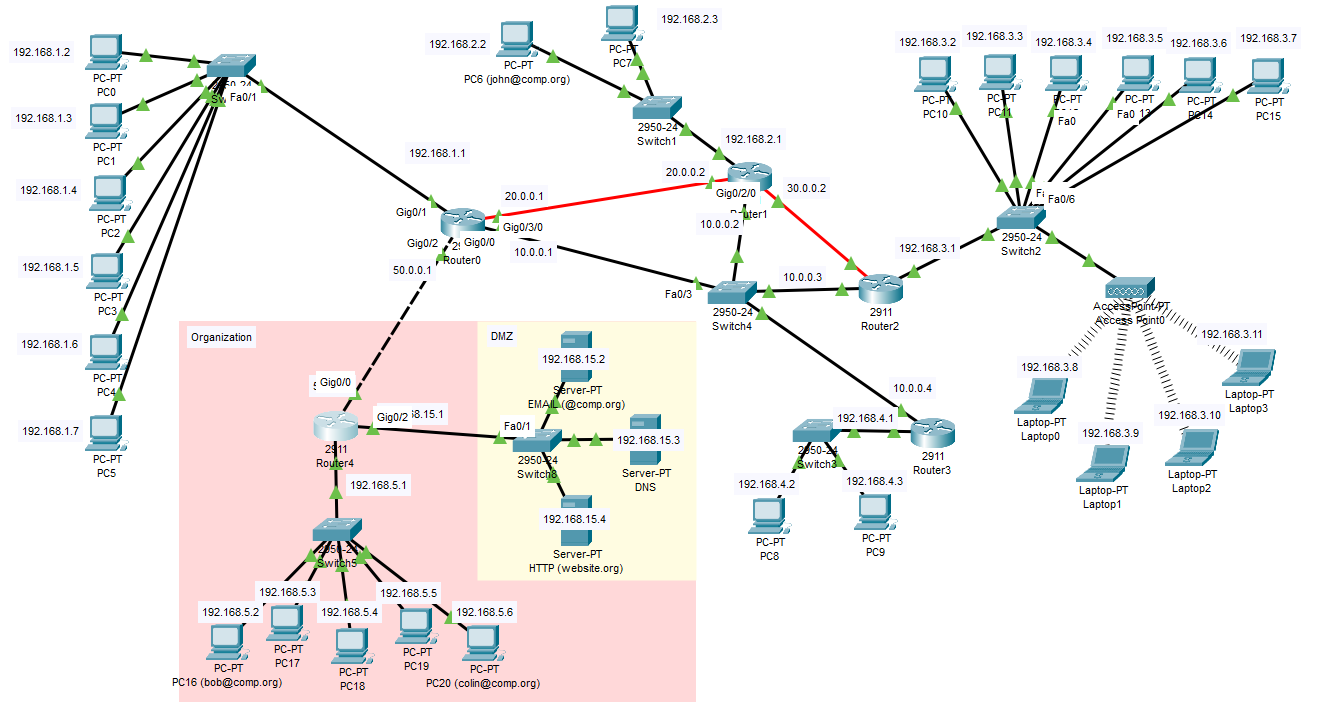 192.168.1.2
PC-PT
PC0
192.168.1.3
PC-PT
PC1
192.168.1.4
PC-PT
PC2
192.168.1.5
PC-PT
PC3
192.168.1.6
PC-PT
PC4
192.168.1.7
PC-PT
PC5
Fa0/1
192.168.1.1
Gig0/1
Gig0/2
Gig0/0
Gig0/3/0
Router0
20.0.0.1
10.0.0.1
50.0.0.1
192.168.2.2
PC-PT
PC6 (john@comp.org)
192.168.2.3
PC-PT
PC7
2950-24
Switch1
192.168.2.1
20.0.0.2
30.0.0.2
Gig0/2/0
Router1
10.0.0.2
Fa0/3
2950-24
Switch4
10.0.0.3
2911
Router2
192.168.3.1
192.168.3.2
PC-PT
PC10
192.168.3.3
PC-PT
PC11
192.168.3.4
PC-PT
Fa0
192.168.3.5
PC-PT
Fa0
13
192.168.3.6
PC-PT
PC14
192.168.3.7
PC-PT
PC15
Fa0/6
2950-24
Switch2
AccessPoint-PT
Access Point0
192.168.3.8
Laptop-PT
Laptop0
192.168.3.9
Laptop-PT
Laptop1
192.168.3.10
Laptop-PT
Laptop2
192.168.3.11
Laptop-PT
Laptop3
10.0.0.4
2911
Router3
192.168.4.1
2950-24
Switch3
192.168.4.2
PC-PT
PC8
192.168.4.3
PC-PT
PC9
Organization
DMZ
Gig0/0
Gig0/2
8.15.1
2911
Router4
192.168.5.1
2950-24
Switch5
192.168.5.2
PC-PT
PC16 (bob@comp.org)
192.168.5.3
PC-PT
PC17
192.168.5.4
PC-PT
PC18
192.168.5.5
PC-PT
PC19
192.168.5.6
PC-PT
PC20 (colin@comp.org)
Fa0/1
2950-24
Switch8
192.168.15.2
Server-PT
EMAIL (@comp.org)
192.168.15.3
Server-PT
DNS
192.168.15.4
Server-PT
HTTP (website.org)